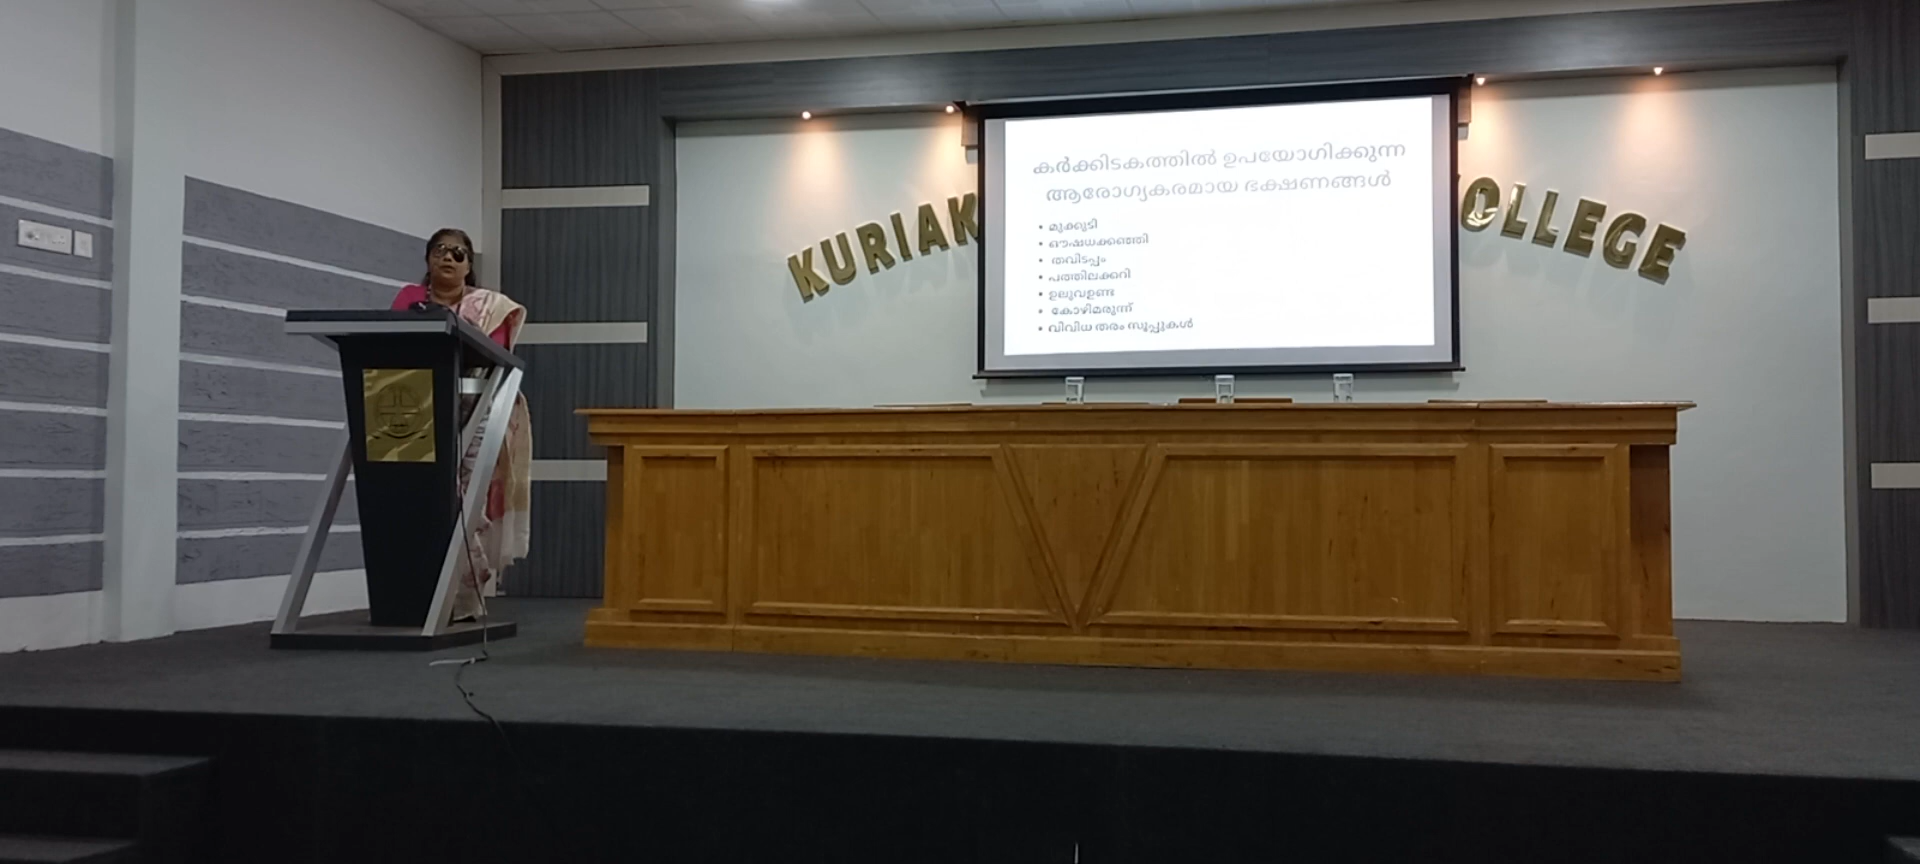 കർക്കിടകത്തിൽ ഉപയോഗിക്കുന്ന
ആരോഗ്യകരമായ ഭക്ഷണങ്ങൾ
• മുക്കുടി
• ഔഷധക്കഞ്ഞി
• തവിടപ്പം
• പത്തിലക്കറി
• ഉലുവഉണ്ട
• കോഴിമരുന്ന്
• വിവിധ തരം സൂപ്പുകൾ
KURIAK
OLLEGE